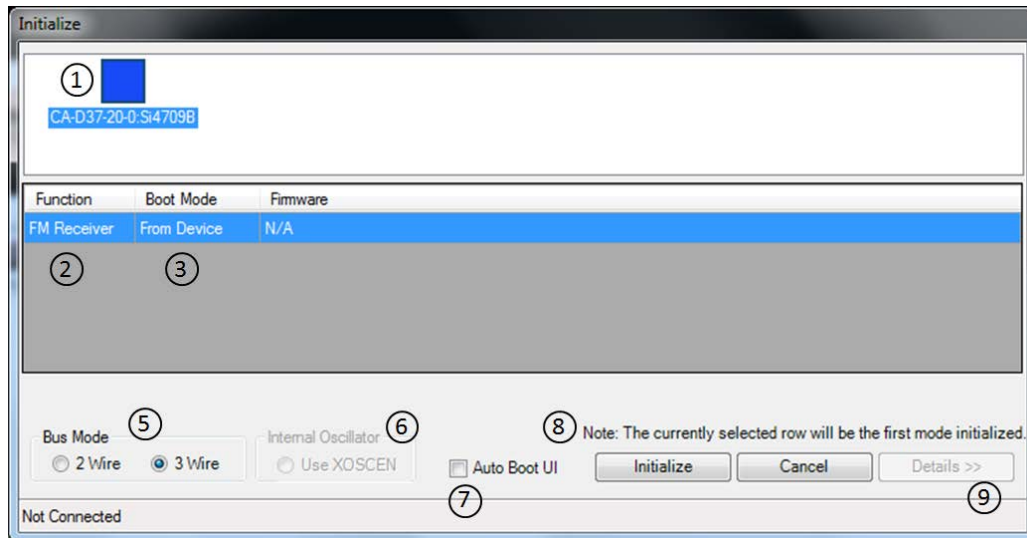 Initialize
①
CA-D37-20-0:Si4709B
Function Boot Mode Firmware
FM Receiver From Device N/A
② ③
Bus Mode ⑤ Internal Oscillator ⑥ ⑧ Note: The currently selected row will be the first mode initialized.
2 Wire 3 Wire Use XOSCEN Auto Boot UI Initialize Cancel Details >>
⑦ ⑨
Not Connected